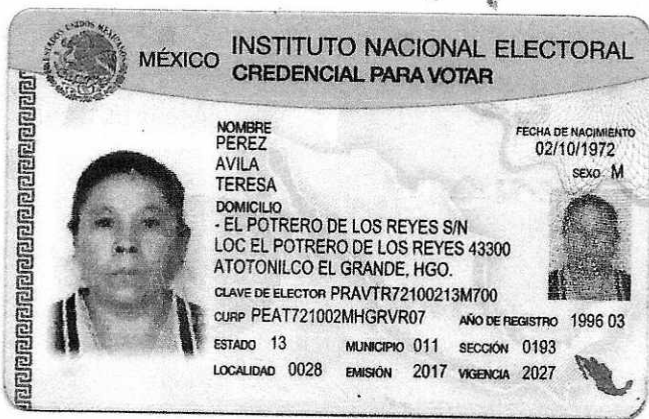 ESTADOS UNIDOS MEXICANOS
MÉXICO INSTITUTO NACIONAL ELECTORAL
CREDENCIAL PARA VOTAR
NOMBRE
PEREZ
AVILA
TERESA
FECHA DE NACIMIENTO
02/10/1972
SEXO M
DOMICILIO
- EL POTRERO DE LOS REYES S/N
LOC EL POTRERO DE LOS REYES 43300
ATOTONILCO EL GRANDE, HGO.
CLAVE DE ELECTOR PRAVTR72100213M700
CURP PEAT721002MHGRVR07 AÑO DE REGISTRO 1996 03
ESTADO 13 MUNICIPIO 011 SECCIÓN 0193
LOCALIDAD 0028 EMISIÓN 2017 VIGENCIA 2027